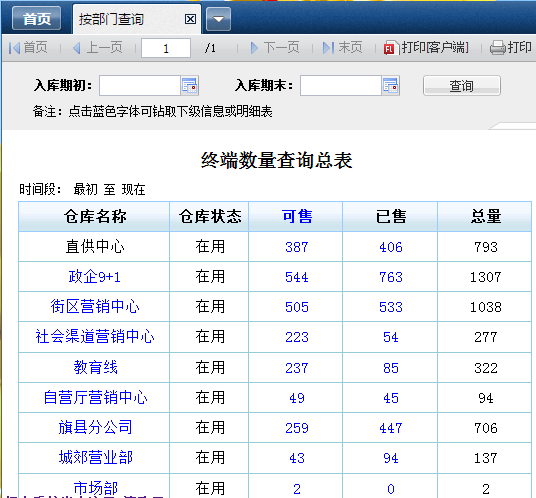 首页 按部门查询
首页 上一页 1 /1 下一页 末页 打印[客户端] 打印
入库期初： 入库期末： 查询
备注：点击蓝色字体可钻取下级信息或明细表
终端数量查询总表
时间段： 最初 至 现在
仓库名称 仓库状态 可售 已售 总量
直供中心 在用 387 406 793
政企9+1 在用 544 763 1307
街区营销中心 在用 505 533 1038
社会渠道营销中心 在用 223 54 277
教育线 在用 237 85 322
自营厅营销中心 在用 49 45 94
旗县分公司 在用 259 447 706
城郊营业部 在用 43 94 137
市场部 在用 2 0 2